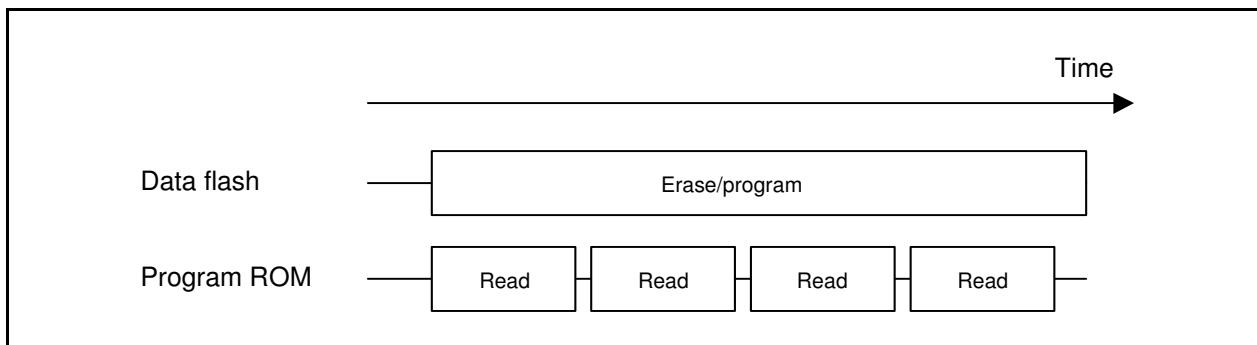 Time
Data flash
Erase/program
Program ROM
Read
Read
Read
Read